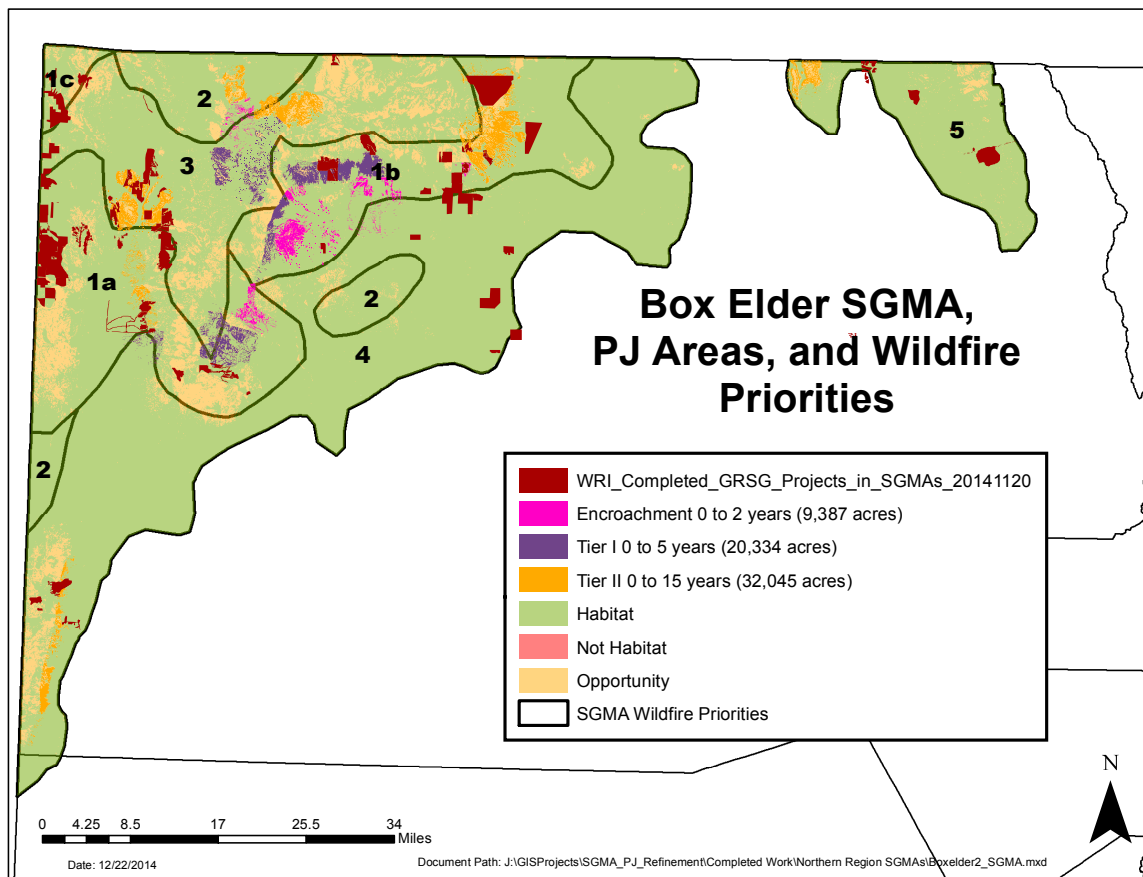 1c
2
3
1b
5
1a
2
4
2
Box Elder SGMA,
PJ Areas, and Wildfire
Priorities
WRI_Completed_GRSG_Projects_in_SGMAs_20141120
Encroachment 0 to 2 years (9,387 acres)
Tier I 0 to 5 years (20,334 acres)
Tier II 0 to 15 years (32,045 acres)
Habitat
Not Habitat
Opportunity
SGMA Wildfire Priorities
N
0 4.25 8.5 17 25.5 34
Miles
Date: 12/22/2014
Document Path: J:\GISProjects\SGMA_PJ_Refinement\Completed Work\Northern Region SGMAs\Boxelder2_SGMA.mxd